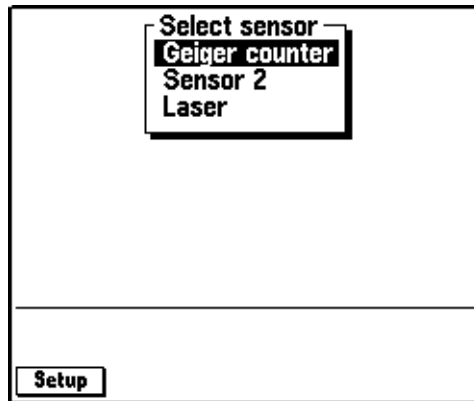 Select sensor
Geiger counter
Sensor 2
Laser
Setup